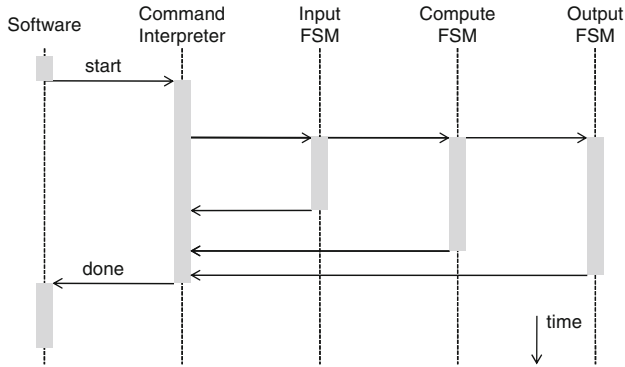 Software
Command
Interpreter
Input
FSM
Compute
FSM
Output
FSM
start
done
time